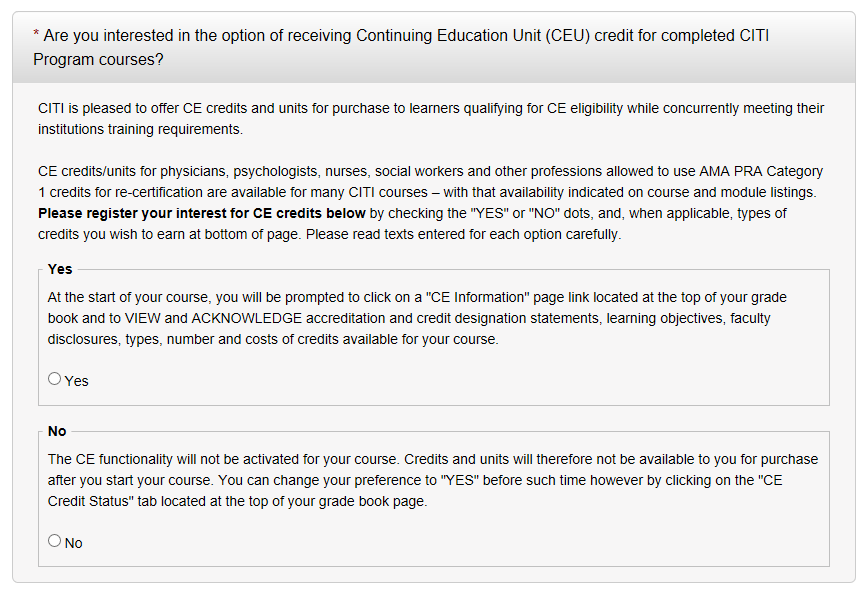 * Are you interested in the option of receiving Continuing Education Unit (CEU) credit for completed CITI
Program courses?
CITI is pleased to offer CE credits and units for purchase to learners qualifying for CE eligibility while concurrently meeting their
institutions training requirements.
CE credits/units for physicians, psychologists, nurses, social workers and other professions allowed to use AMA PRA Category
1 credits for re-certification are available for many CITI courses – with that availability indicated on course and module listings.
Please register your interest for CE credits below by checking the "YES" or "NO" dots, and, when applicable, types of
credits you wish to earn at bottom of page. Please read texts entered for each option carefully.
Yes
At the start of your course, you will be prompted to click on a "CE Information" page link located at the top of your grade
book and to VIEW and ACKNOWLEDGE accreditation and credit designation statements, learning objectives, faculty
disclosures, types, number and costs of credits available for your course.
Yes
No
The CE functionality will not be activated for your course. Credits and units will therefore not be available to you for purchase
after you start your course. You can change your preference to "YES" before such time however by clicking on the "CE
Credit Status" tab located at the top of your grade book page.
No